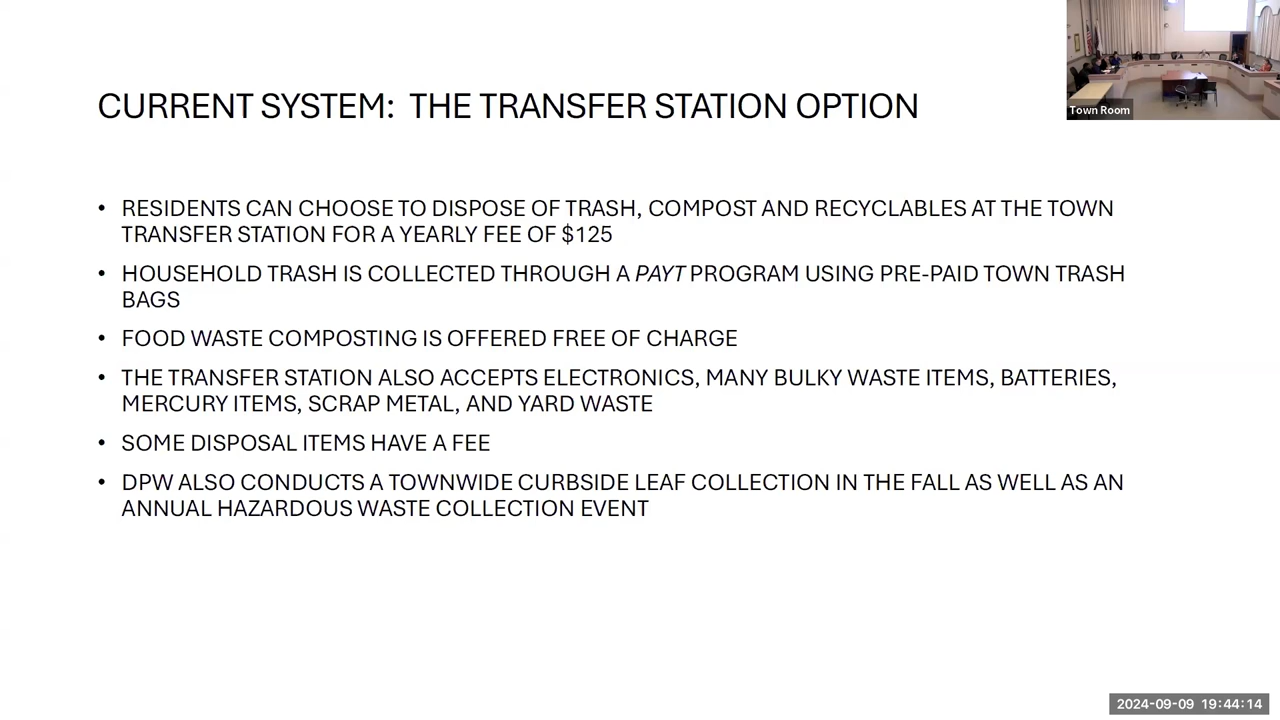 Town Room
CURRENT SYSTEM:  THE TRANSFER STATION OPTION
• RESIDENTS CAN CHOOSE TO DISPOSE OF TRASH, COMPOST AND RECYCLABLES AT THE TOWN
TRANSFER STATION FOR A YEARLY FEE OF $125
• HOUSEHOLD TRASH IS COLLECTED THROUGH A PAYT PROGRAM USING PRE-PAID TOWN TRASH
BAGS
• FOOD WASTE COMPOSTING IS OFFERED FREE OF CHARGE
• THE TRANSFER STATION ALSO ACCEPTS ELECTRONICS, MANY BULKY WASTE ITEMS, BATTERIES,
MERCURY ITEMS, SCRAP METAL, AND YARD WASTE
• SOME DISPOSAL ITEMS HAVE A FEE
• DPW ALSO CONDUCTS A TOWNWIDE CURBSIDE LEAF COLLECTION IN THE FALL AS WELL AS AN
ANNUAL HAZARDOUS WASTE COLLECTION EVENT
2024-09-09 19:44:14